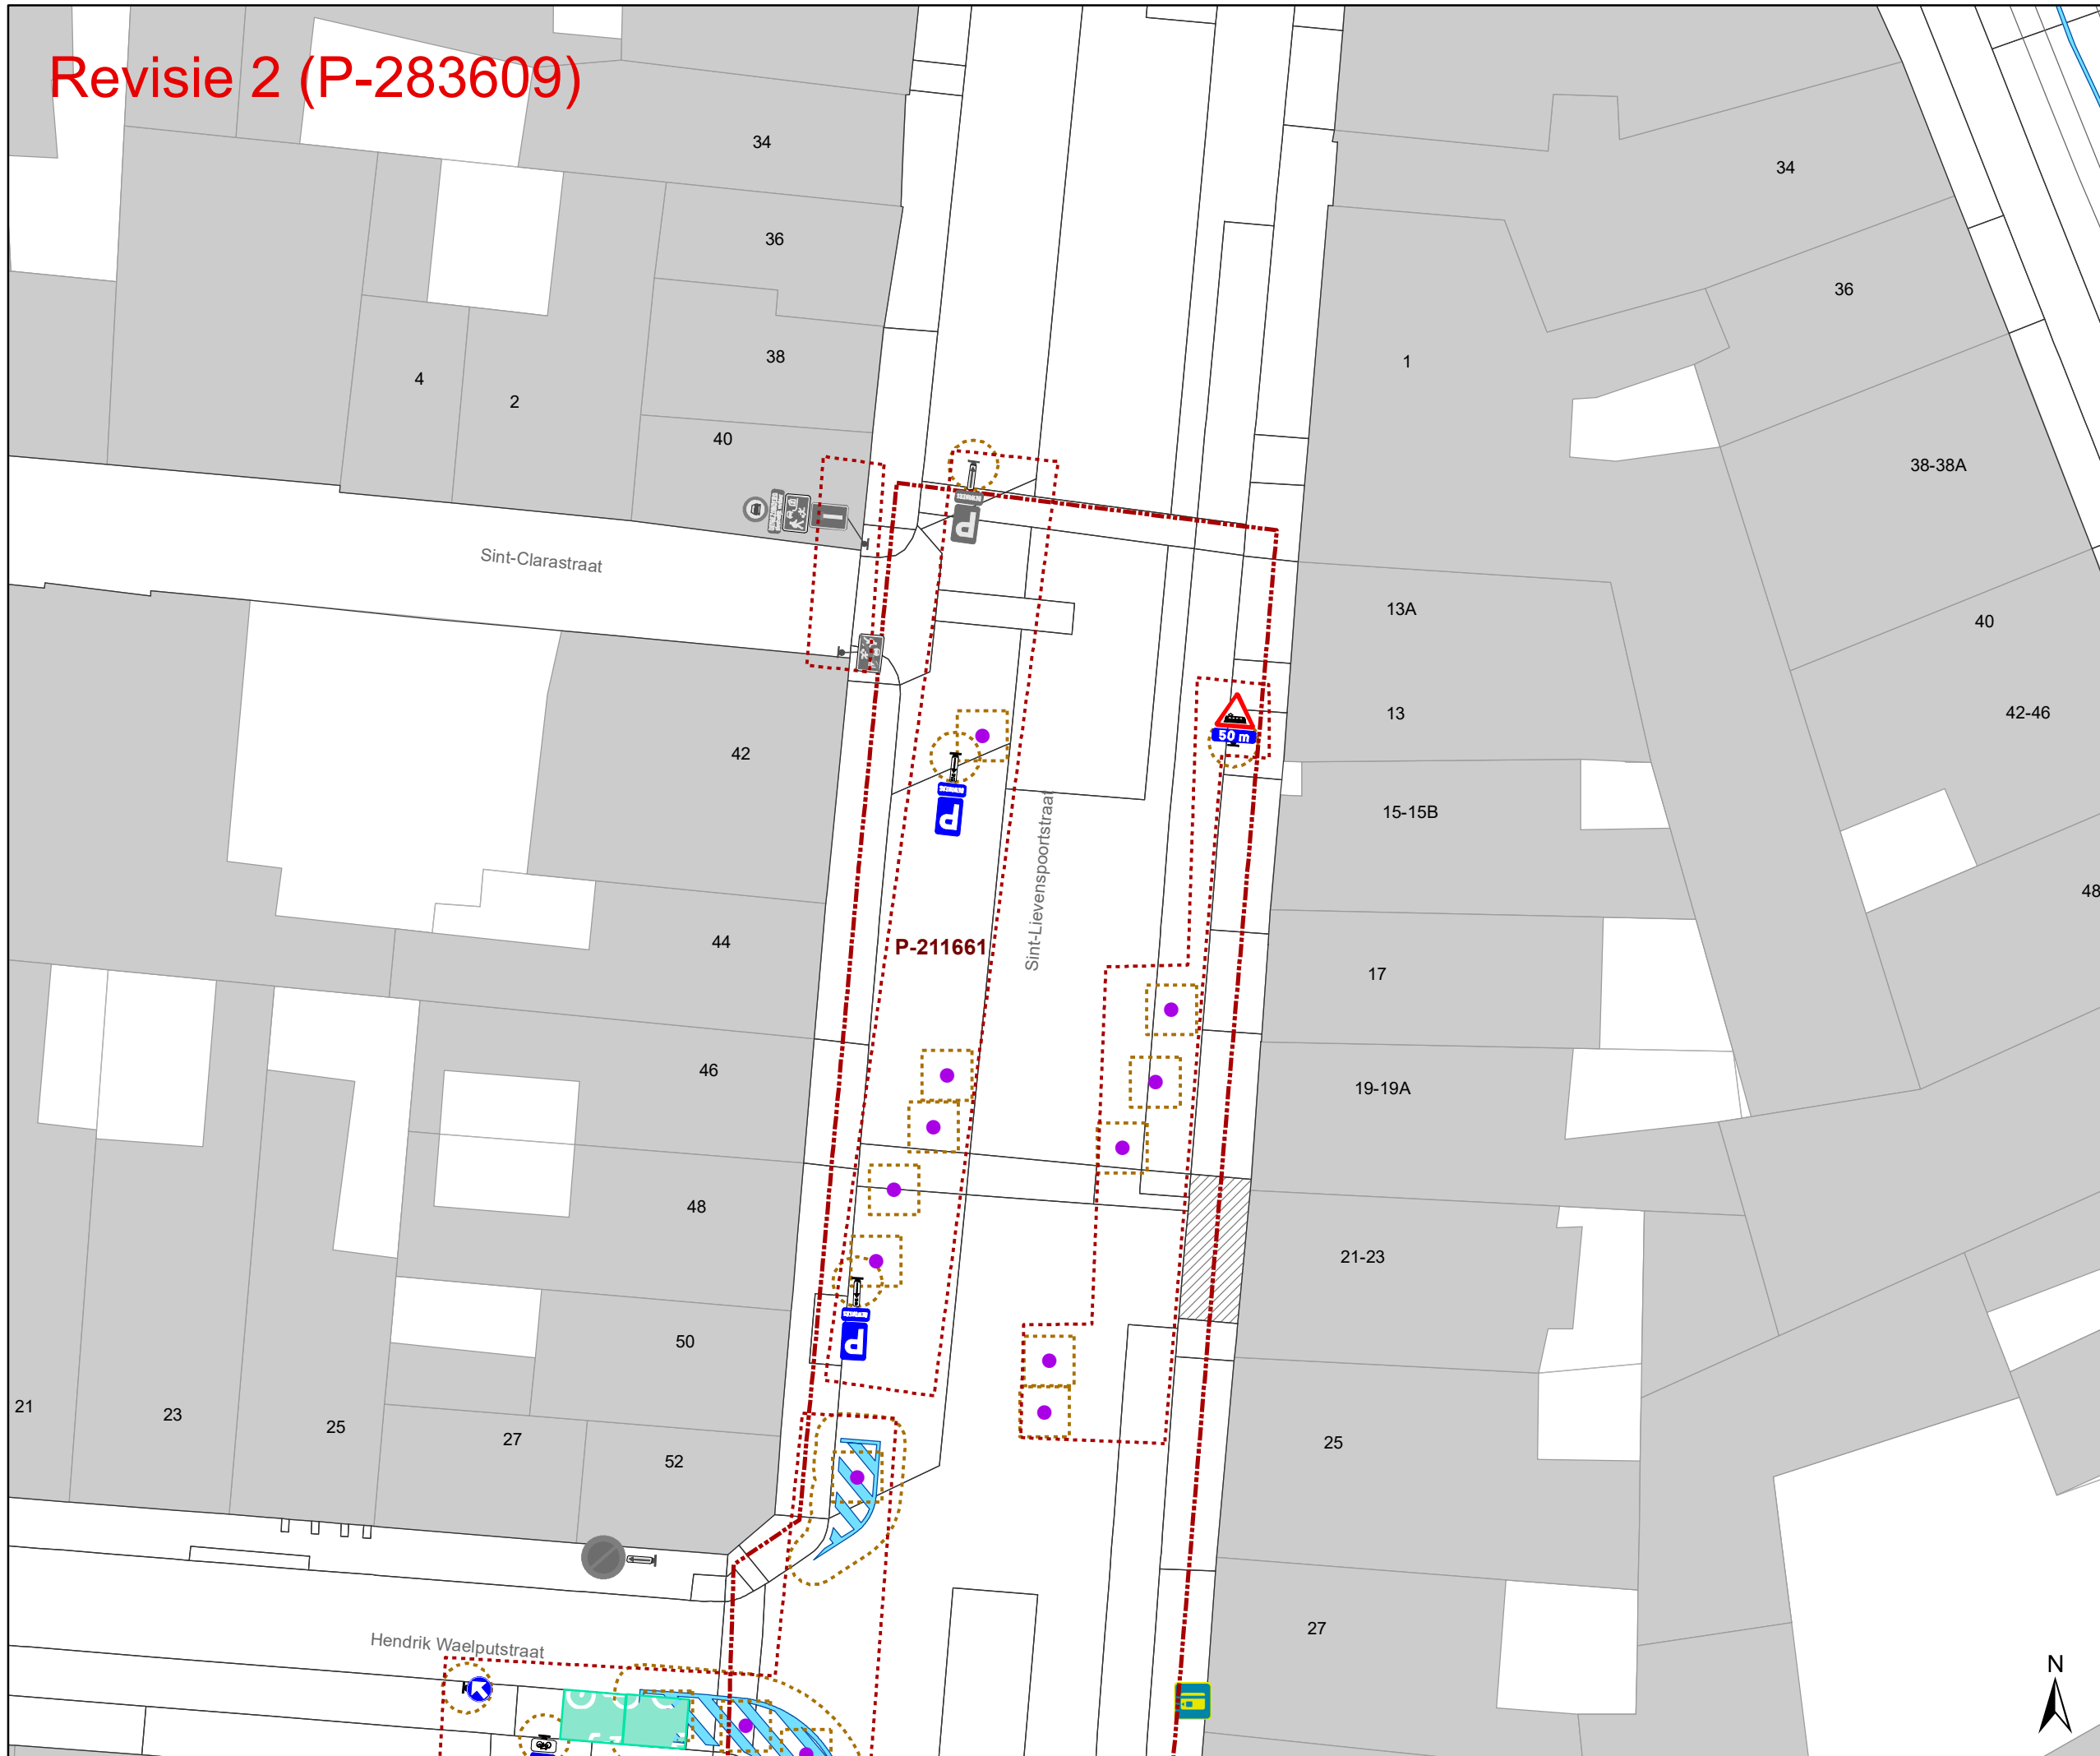 Revisie 2 (P-283609)
34
34
36
36
38
1
4
2
40
38-38A
Sint-Clarastraat
13A
40
13
42-46
50 m
42
P
P
15-15B
Sint-Lievenspoortstraat
48
44
P-211661
17
46
19-19A
48
21-23
50
P
21
23
25
27
52
25
Hendrik Waelputstraat
27
N